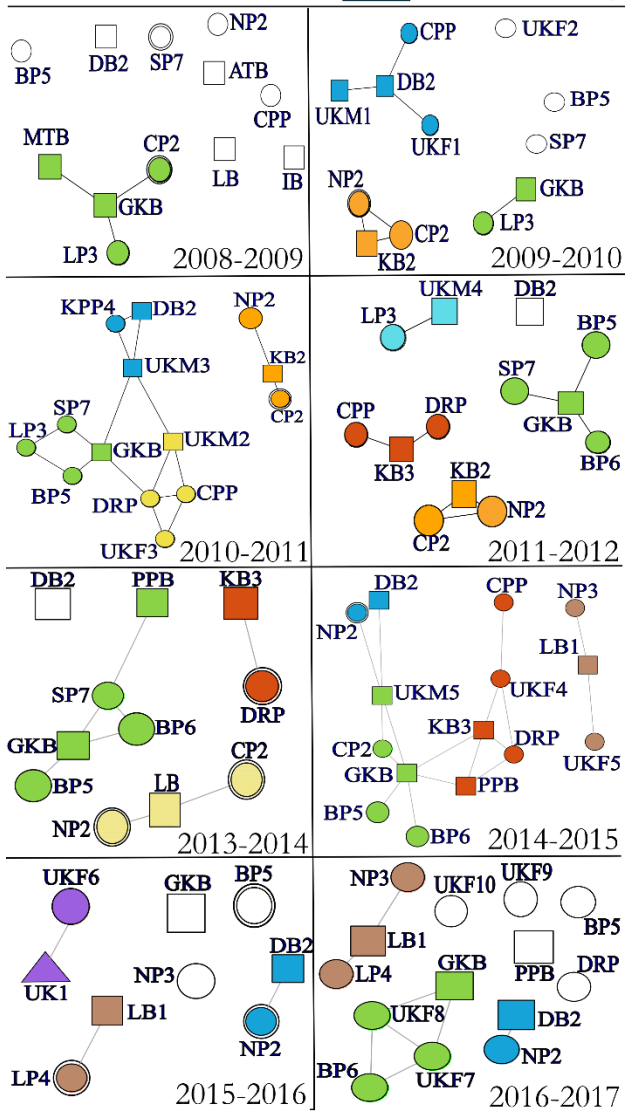 NP2
DB2
SP7
BP5
ATB
CPP
MTB
CP2
LB
IB
GKB
LP3
2008-2009
CPP
UKF2
DB2
UKM1
BP5
UKF1
SP7
NP2
GKB
CP2
LP3
KB2
2009-2010
KPP4
DB2
NP2
UKM3
KB2
CP2
SP7
LP3
GKB
UKM2
BP5
DRP
CPP
UKF3
2010-2011
UKM4
DB2
LP3
BP5
SP7
CPP
DRP
GKB
KB3
BP6
KB2
NP2
CP2
2011-2012
DB2
PPB
KB3
SP7
DRP
GKB
BP6
BP5
CP2
LB
NP2
2013-2014
DB2
CPP
NP3
NP2
LB1
UKM5
UKF4
KB3
CP2
DRP
UKF5
GKB
PPB
BP5
BP6
2014-2015
UKF6
GKB
BP5
DB2
UK1
NP3
LB1
NP2
LP4
2015-2016
NP3
UKF10
UKF9
BP5
LB1
PPB
LP4
GKB
DRP
UKF8
DB2
NP2
BP6
UKF7
2016-2017